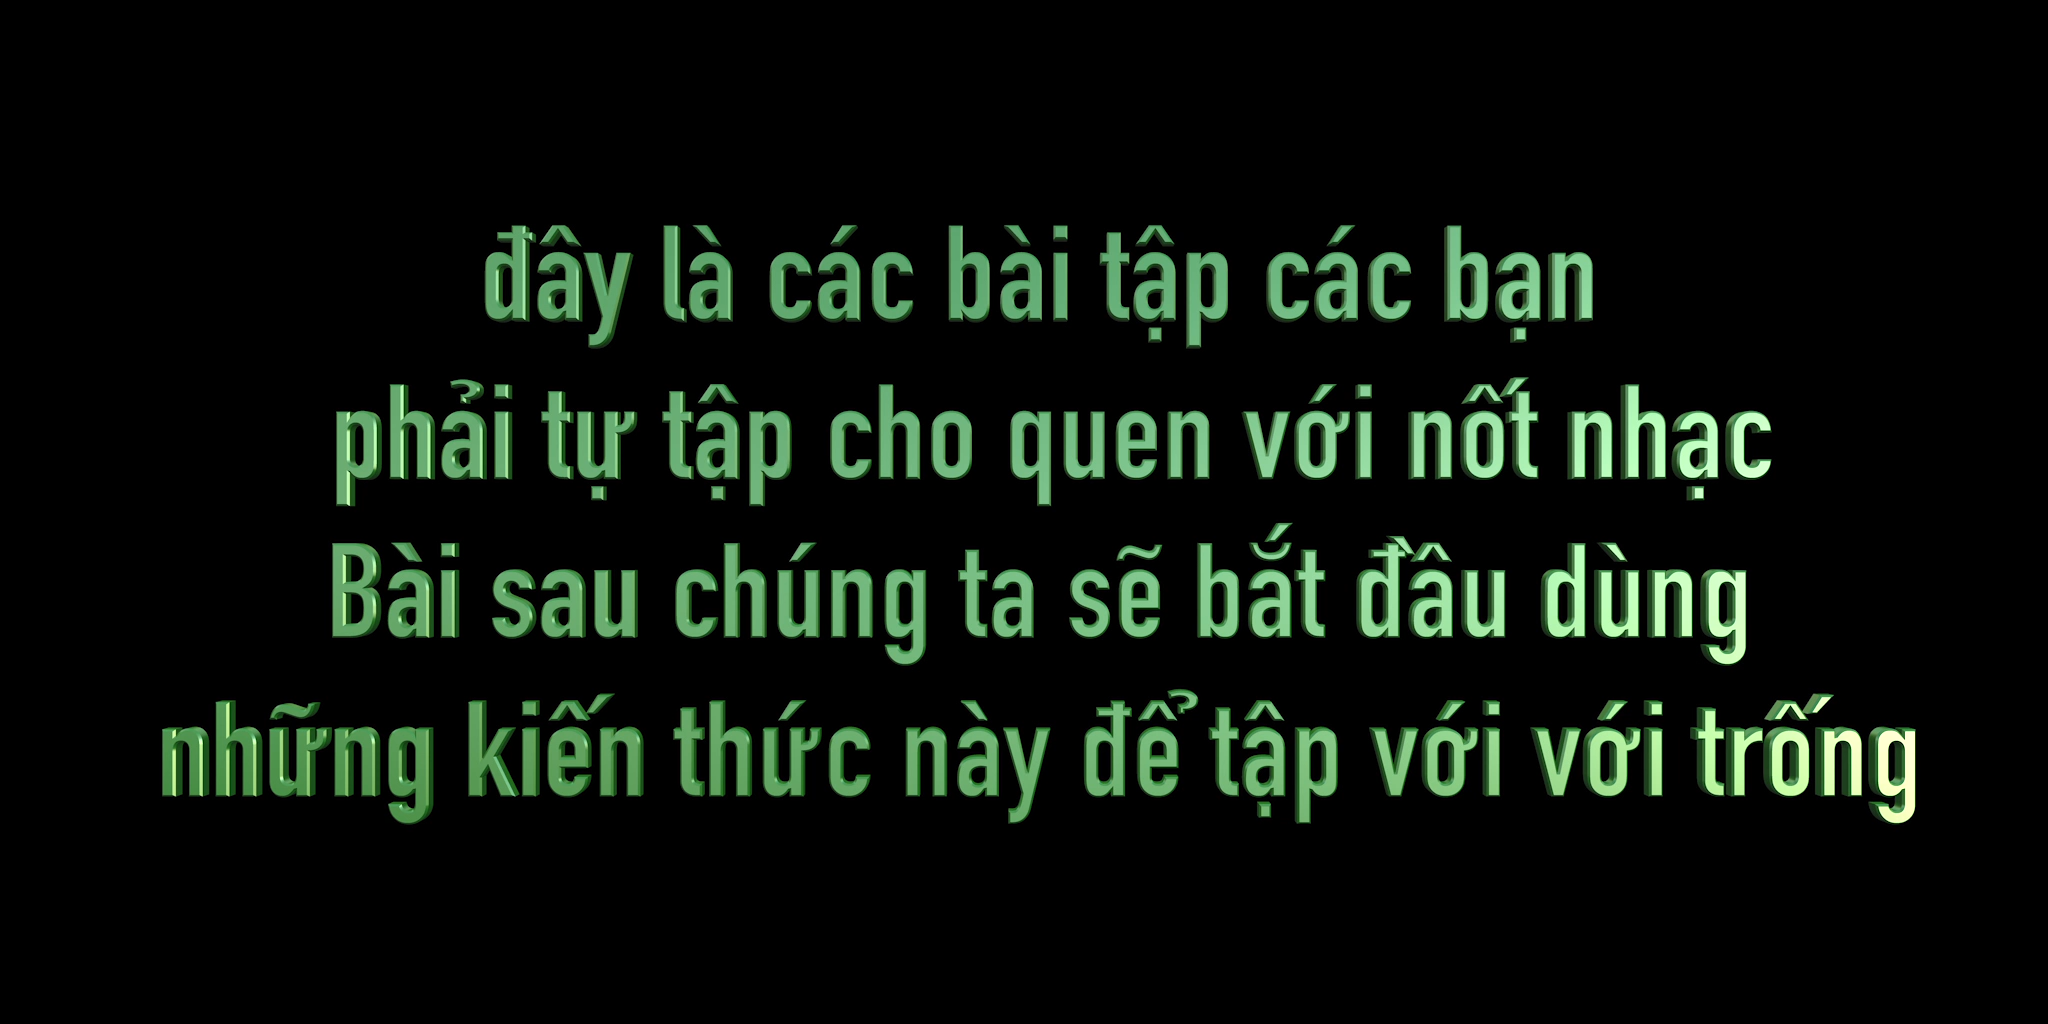 đây là các bài tập các bạn
phải tự tập cho quen với nốt nhạc
Bài sau chúng ta sẽ bắt đầu dùng
những kiến thức này để tập với với trống